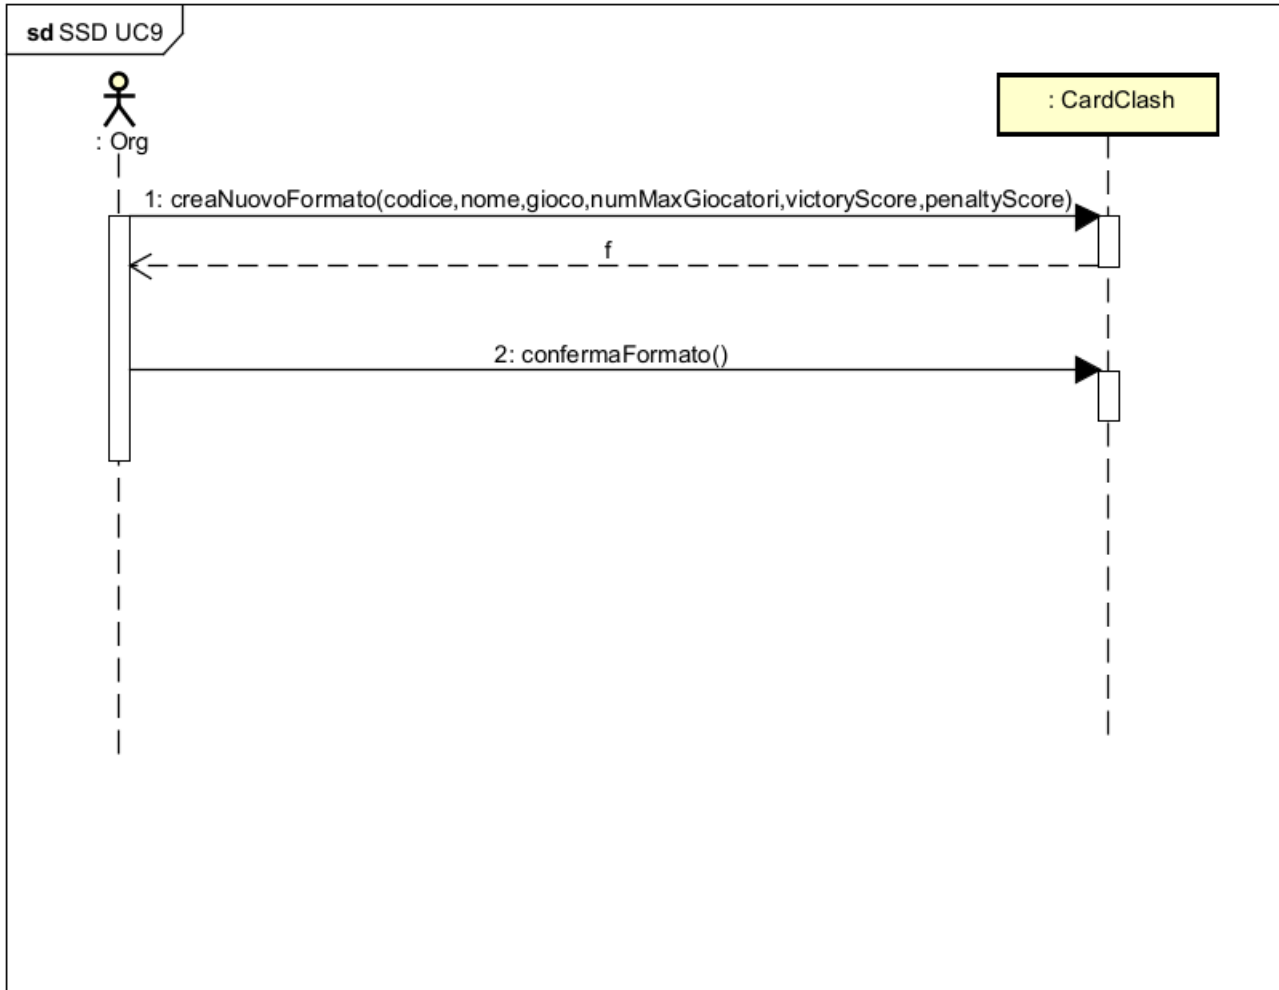 sd SSD UC9
: Org
: CardClash
1: creaNuovoFormato(codice,nome,gioco,numMaxGiocatori,victoryScore,penaltyScore)
f
2: confermaFormato()